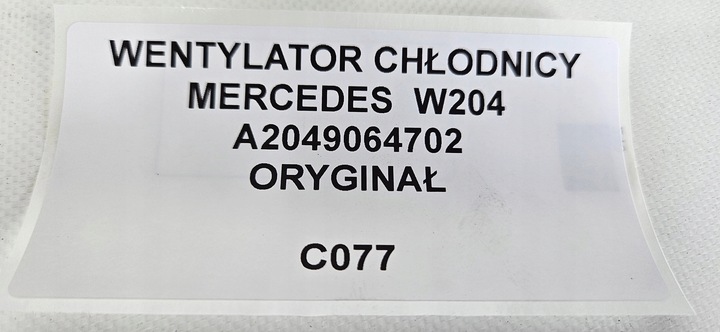 WENTYLATOR CHŁODNICY
MERCEDES W204
A2049064702
ORYGINAŁ
C077